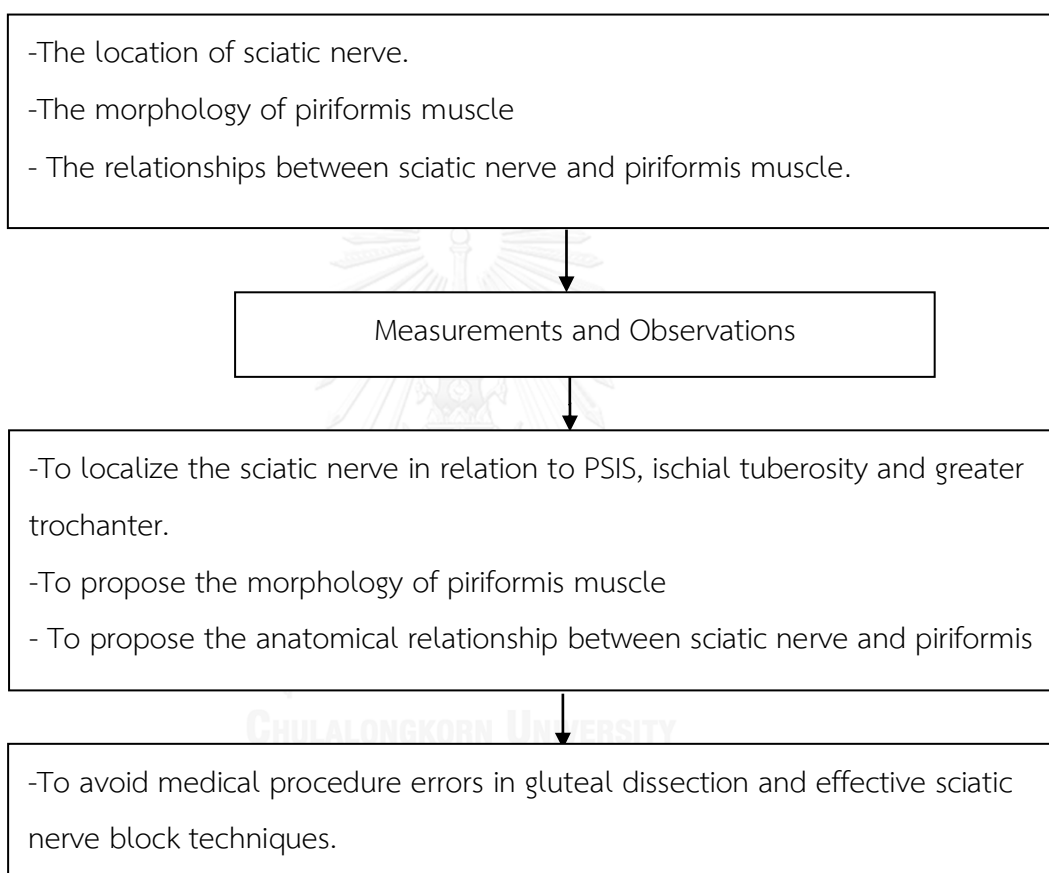 -The location of sciatic nerve.
-The morphology of piriformis muscle
- The relationships between sciatic nerve and piriformis muscle.
Measurements and Observations
-To localize the sciatic nerve in relation to PSIS, ischial tuberosity and greater
trochanter.
-To propose the morphology of piriformis muscle
- To propose the anatomical relationship between sciatic nerve and piriformis
CHULALONGKORN UNIVERSITY
-To avoid medical procedure errors in gluteal dissection and effective sciatic
nerve block techniques.